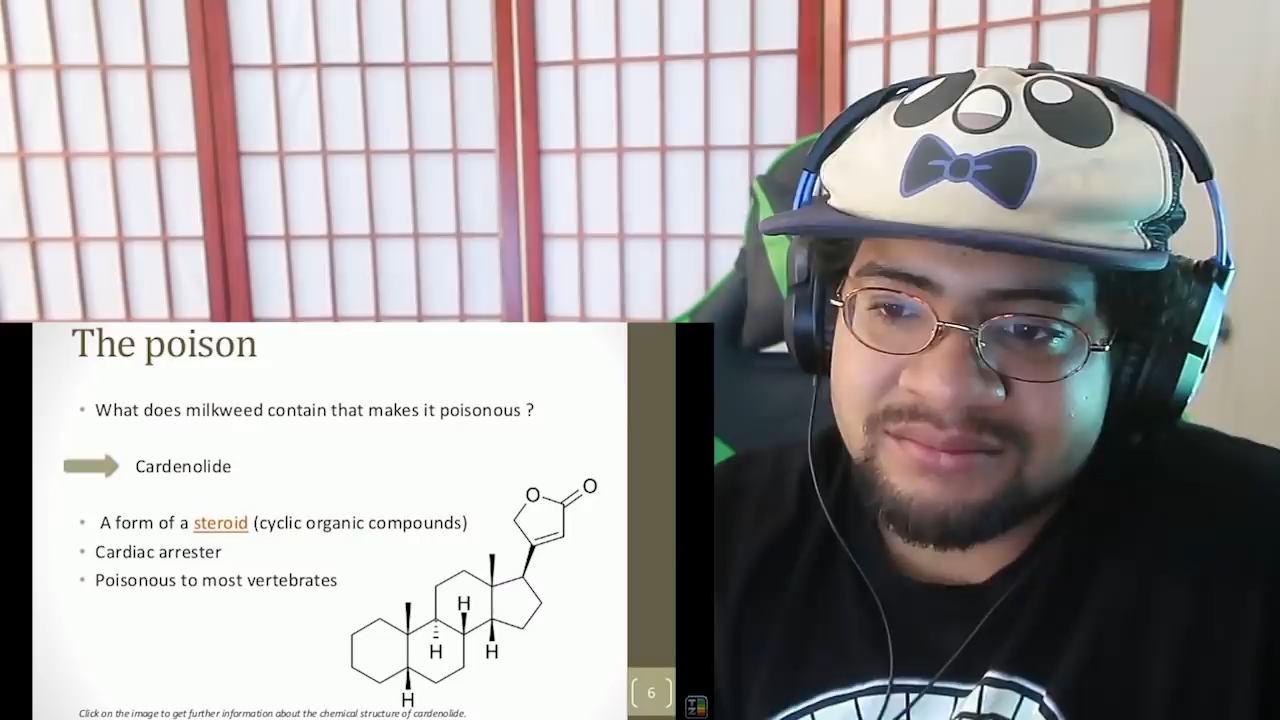 The poison
What does milkweed contain that makes it poisonous ?
Cardenolide
A form of a steroid (cyclic organic compounds)
Cardiac arrester
Poisonous to most vertebrates
O
O
H
H
H
H
6
Click on the image to get further information about the chemical structure of cardenolide.
TZ